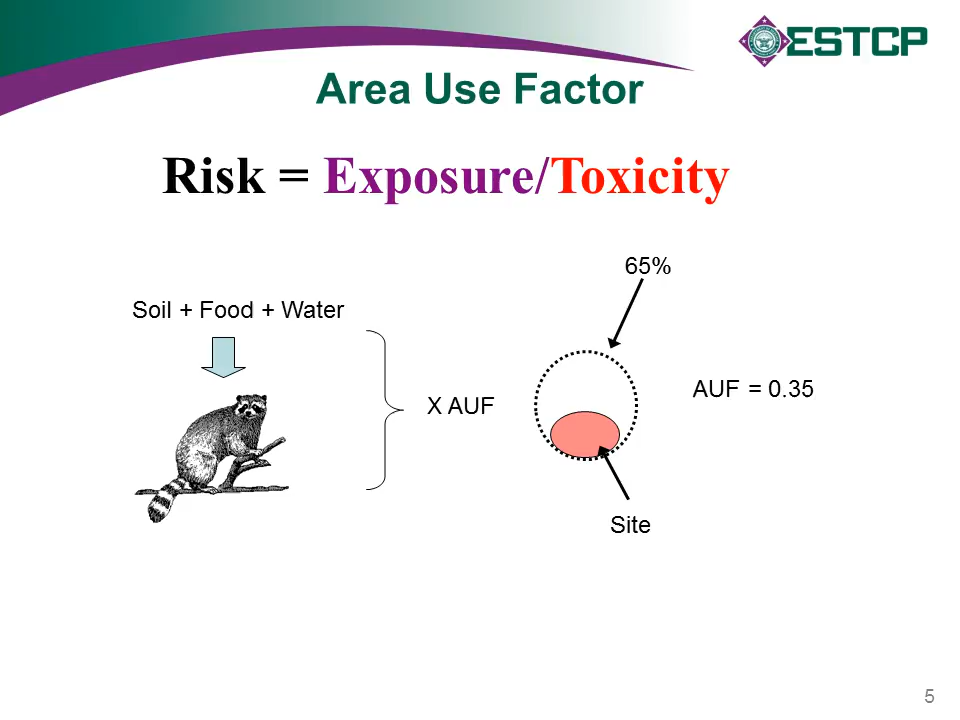 ESTCP
Area Use Factor
Risk = Exposure/Toxicity
65%
Soil + Food + Water
AUF = 0.35
X AUF
Site
5